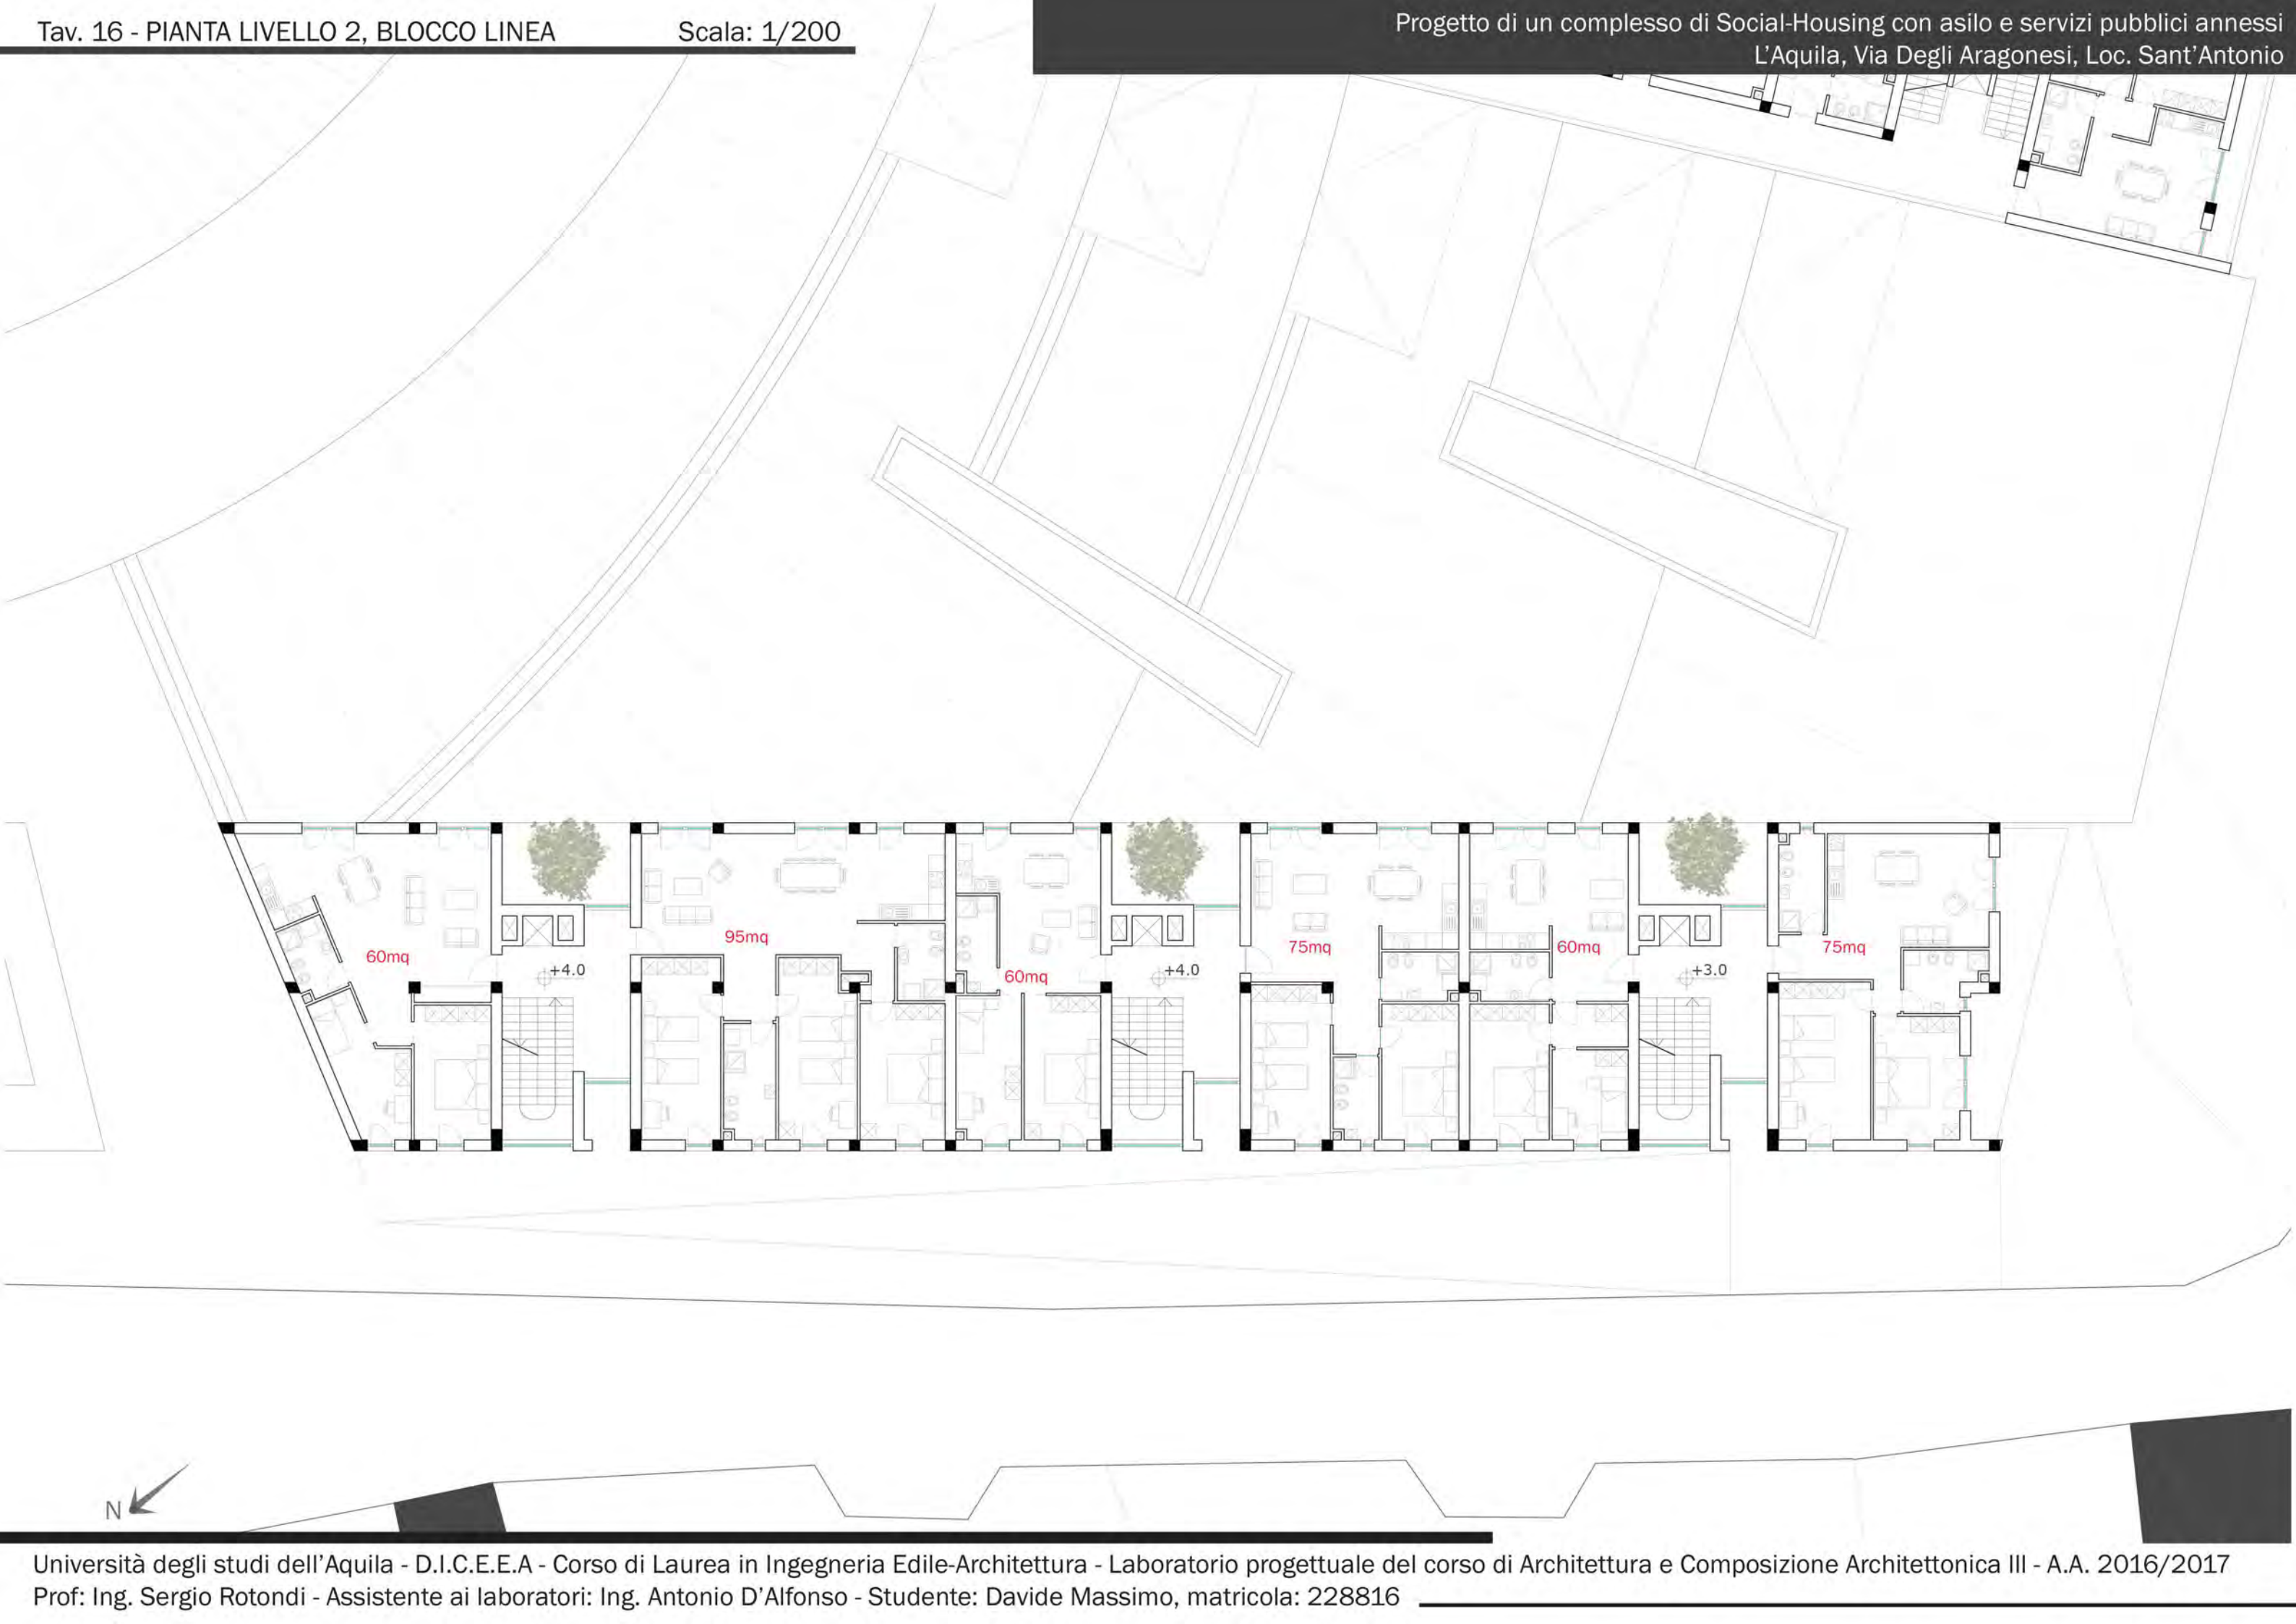 Tav. 16 - PIANTA LIVELLO 2, BLOCCO LINEA
Scala: 1/200
Progetto di un complesso di Social-Housing con asilo e servizi pubblici annessi
L'Aquila, Via Degli Aragonesi, Loc. Sant'Antonio
60mq
+4.0
95mq
60mq
+4.0
75mq
60mq
+3.0
75mq
N
Università degli studi dell'Aquila - D.I.C.E.E.A - Corso di Laurea in Ingegneria Edile-Architettura - Laboratorio progettuale del corso di Architettura e Composizione Architettonica III - A.A. 2016/2017
Prof: Ing. Sergio Rotondi - Assistente ai laboratori: Ing. Antonio D'Alfonso - Studente: Davide Massimo, matricola: 228816